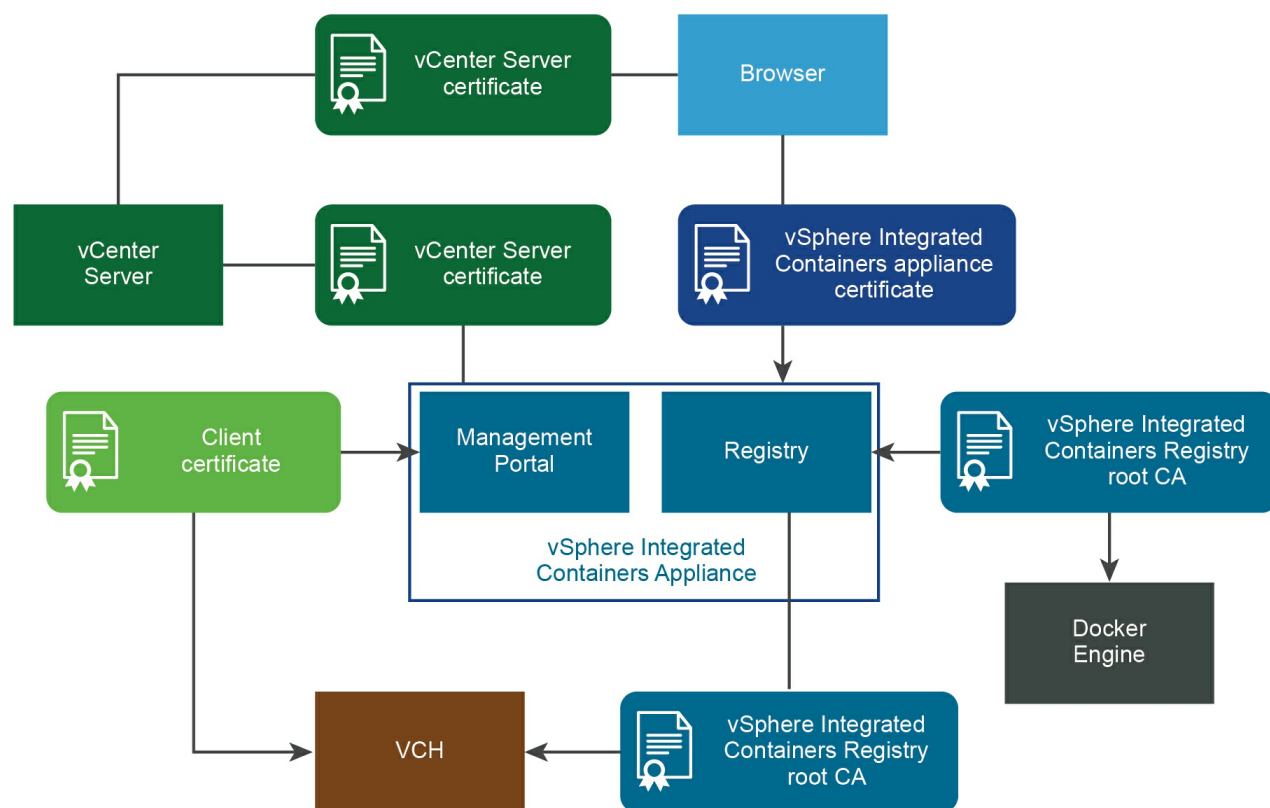 vCenter Server
certificate
Browser
vCenter
Server
vCenter Server
certificate
vSphere Integrated
Containers appliance
certificate
Client
certificate
Management
Portal
Registry
vSphere Integrated
Containers Registry
root CA
vSphere Integrated
Containers Appliance
Docker
Engine
VCH
vSphere Integrated
Containers Registry
root CA